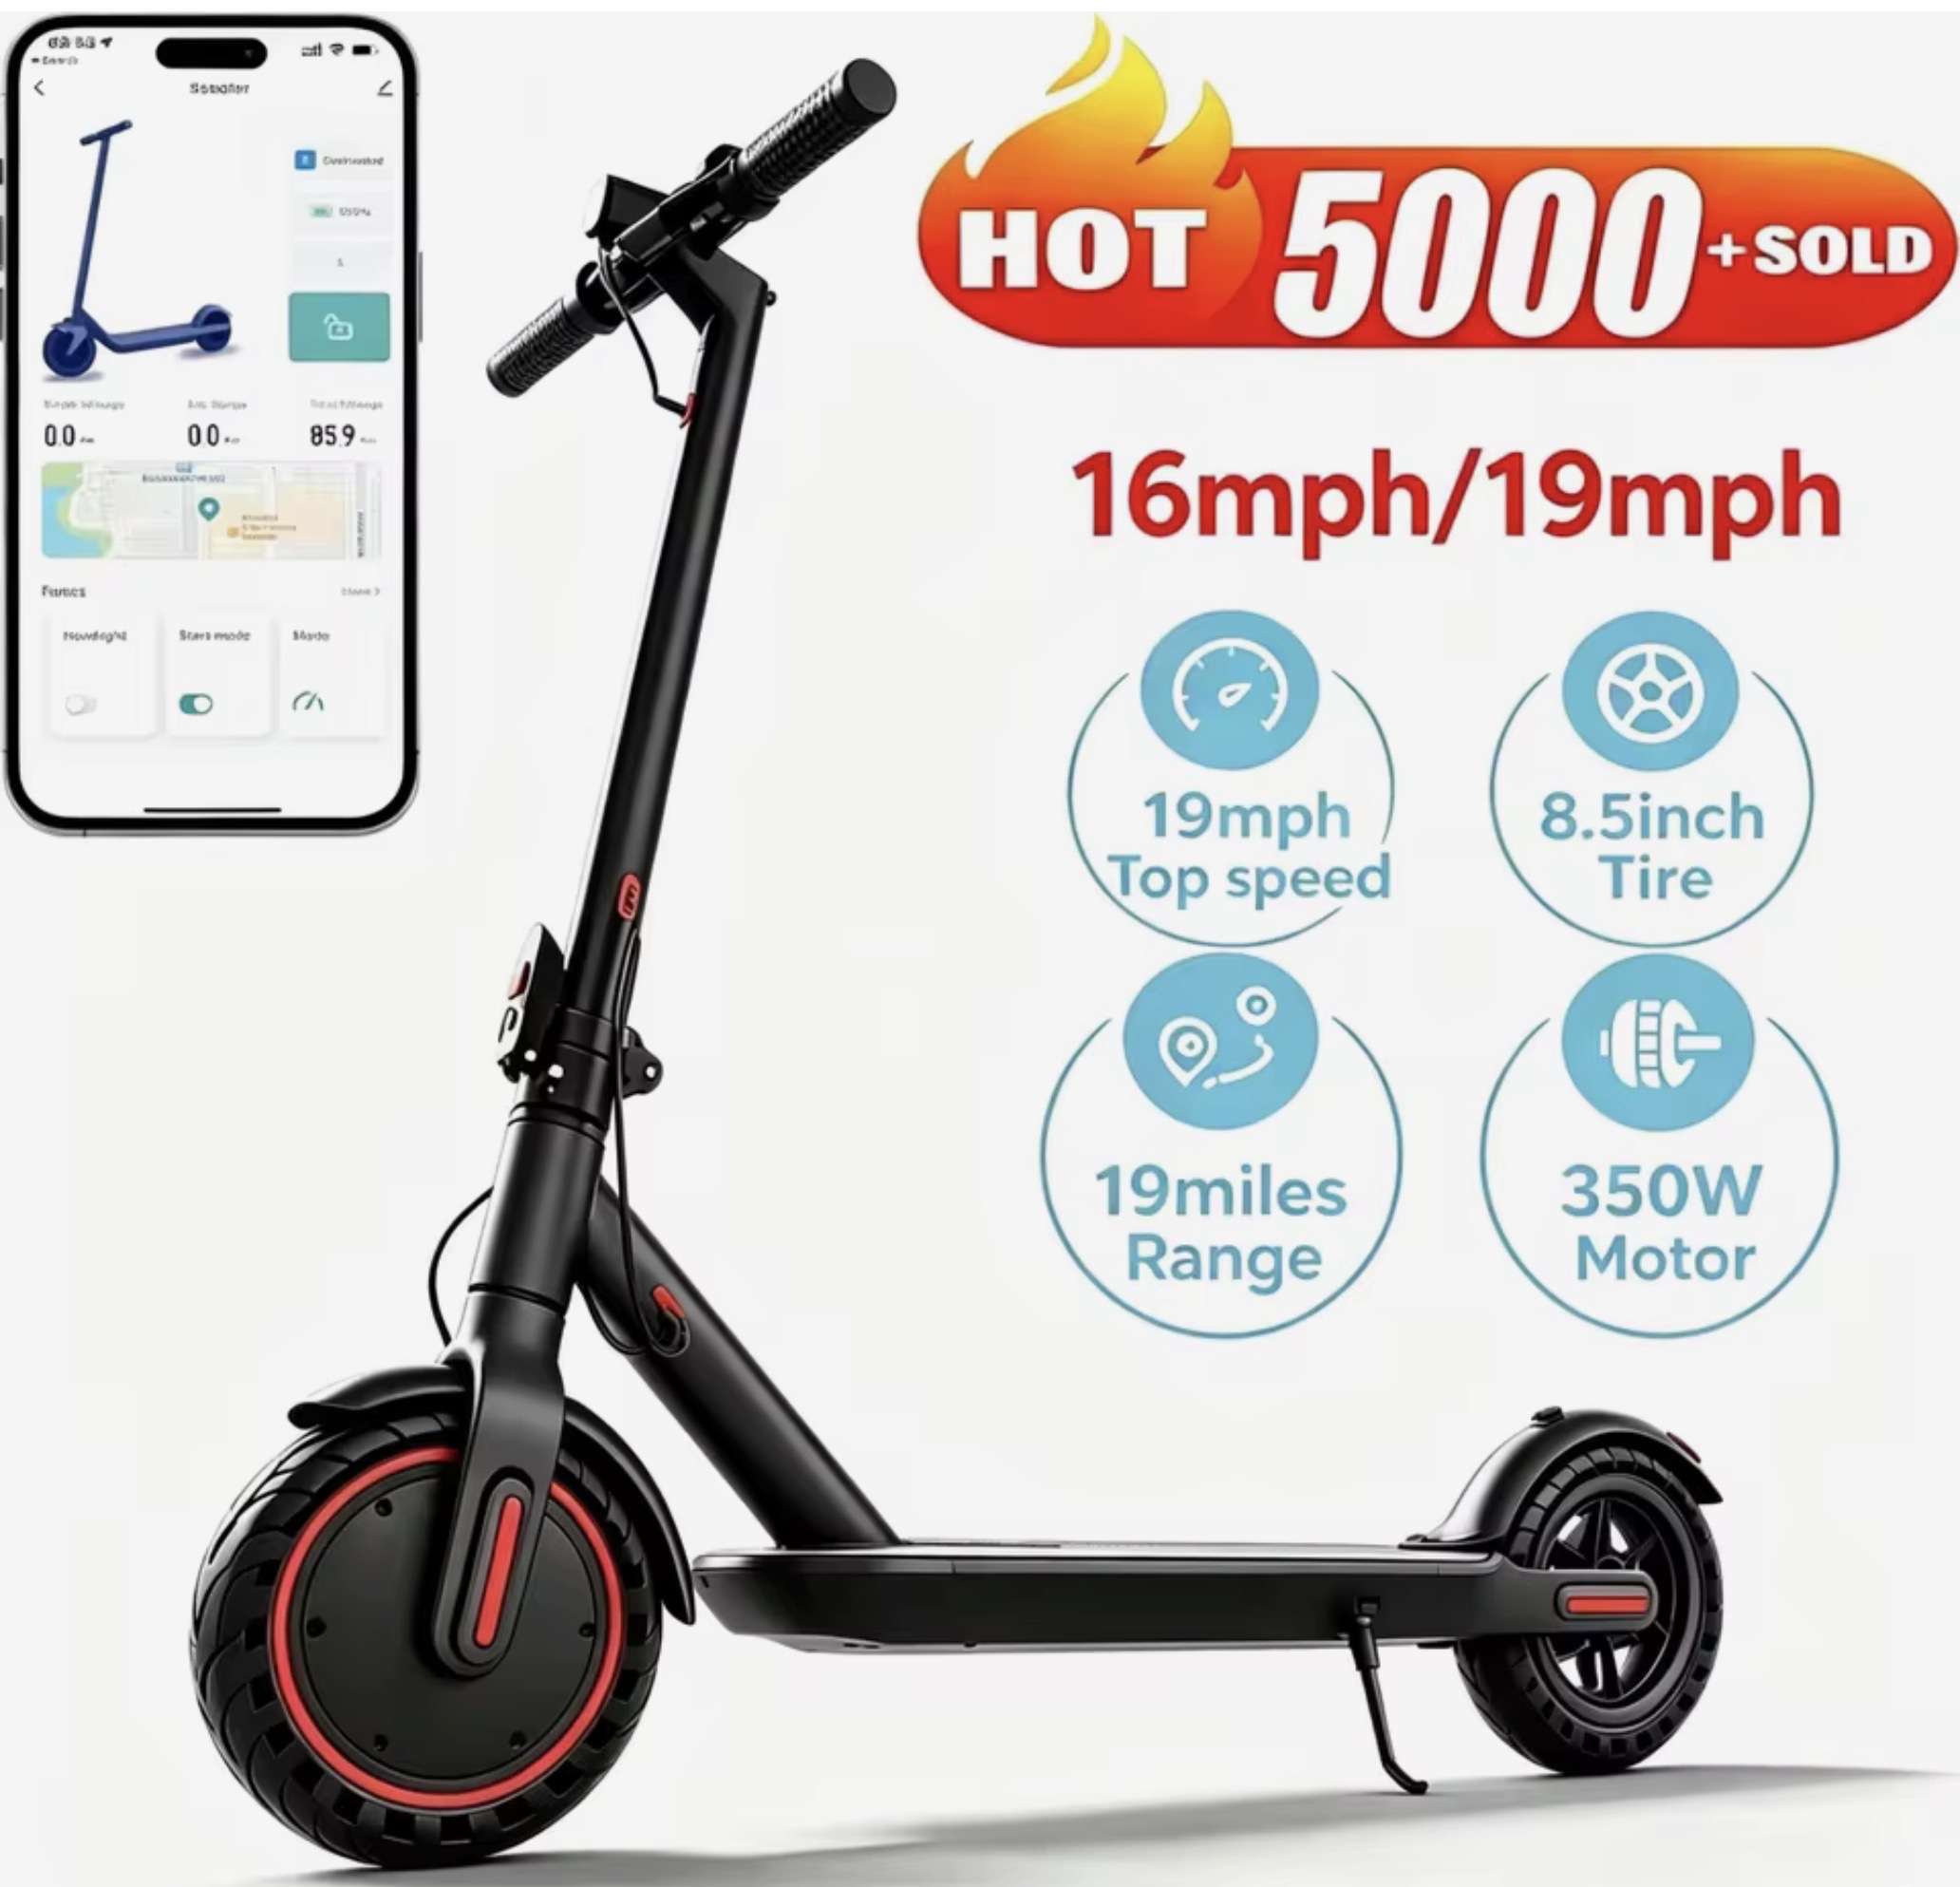 HOT 5000+SOLD
16mph/19mph
19mph
Top speed
8.5inch
Tire
19miles
Range
350W
Motor
0.0
0.0
85.9